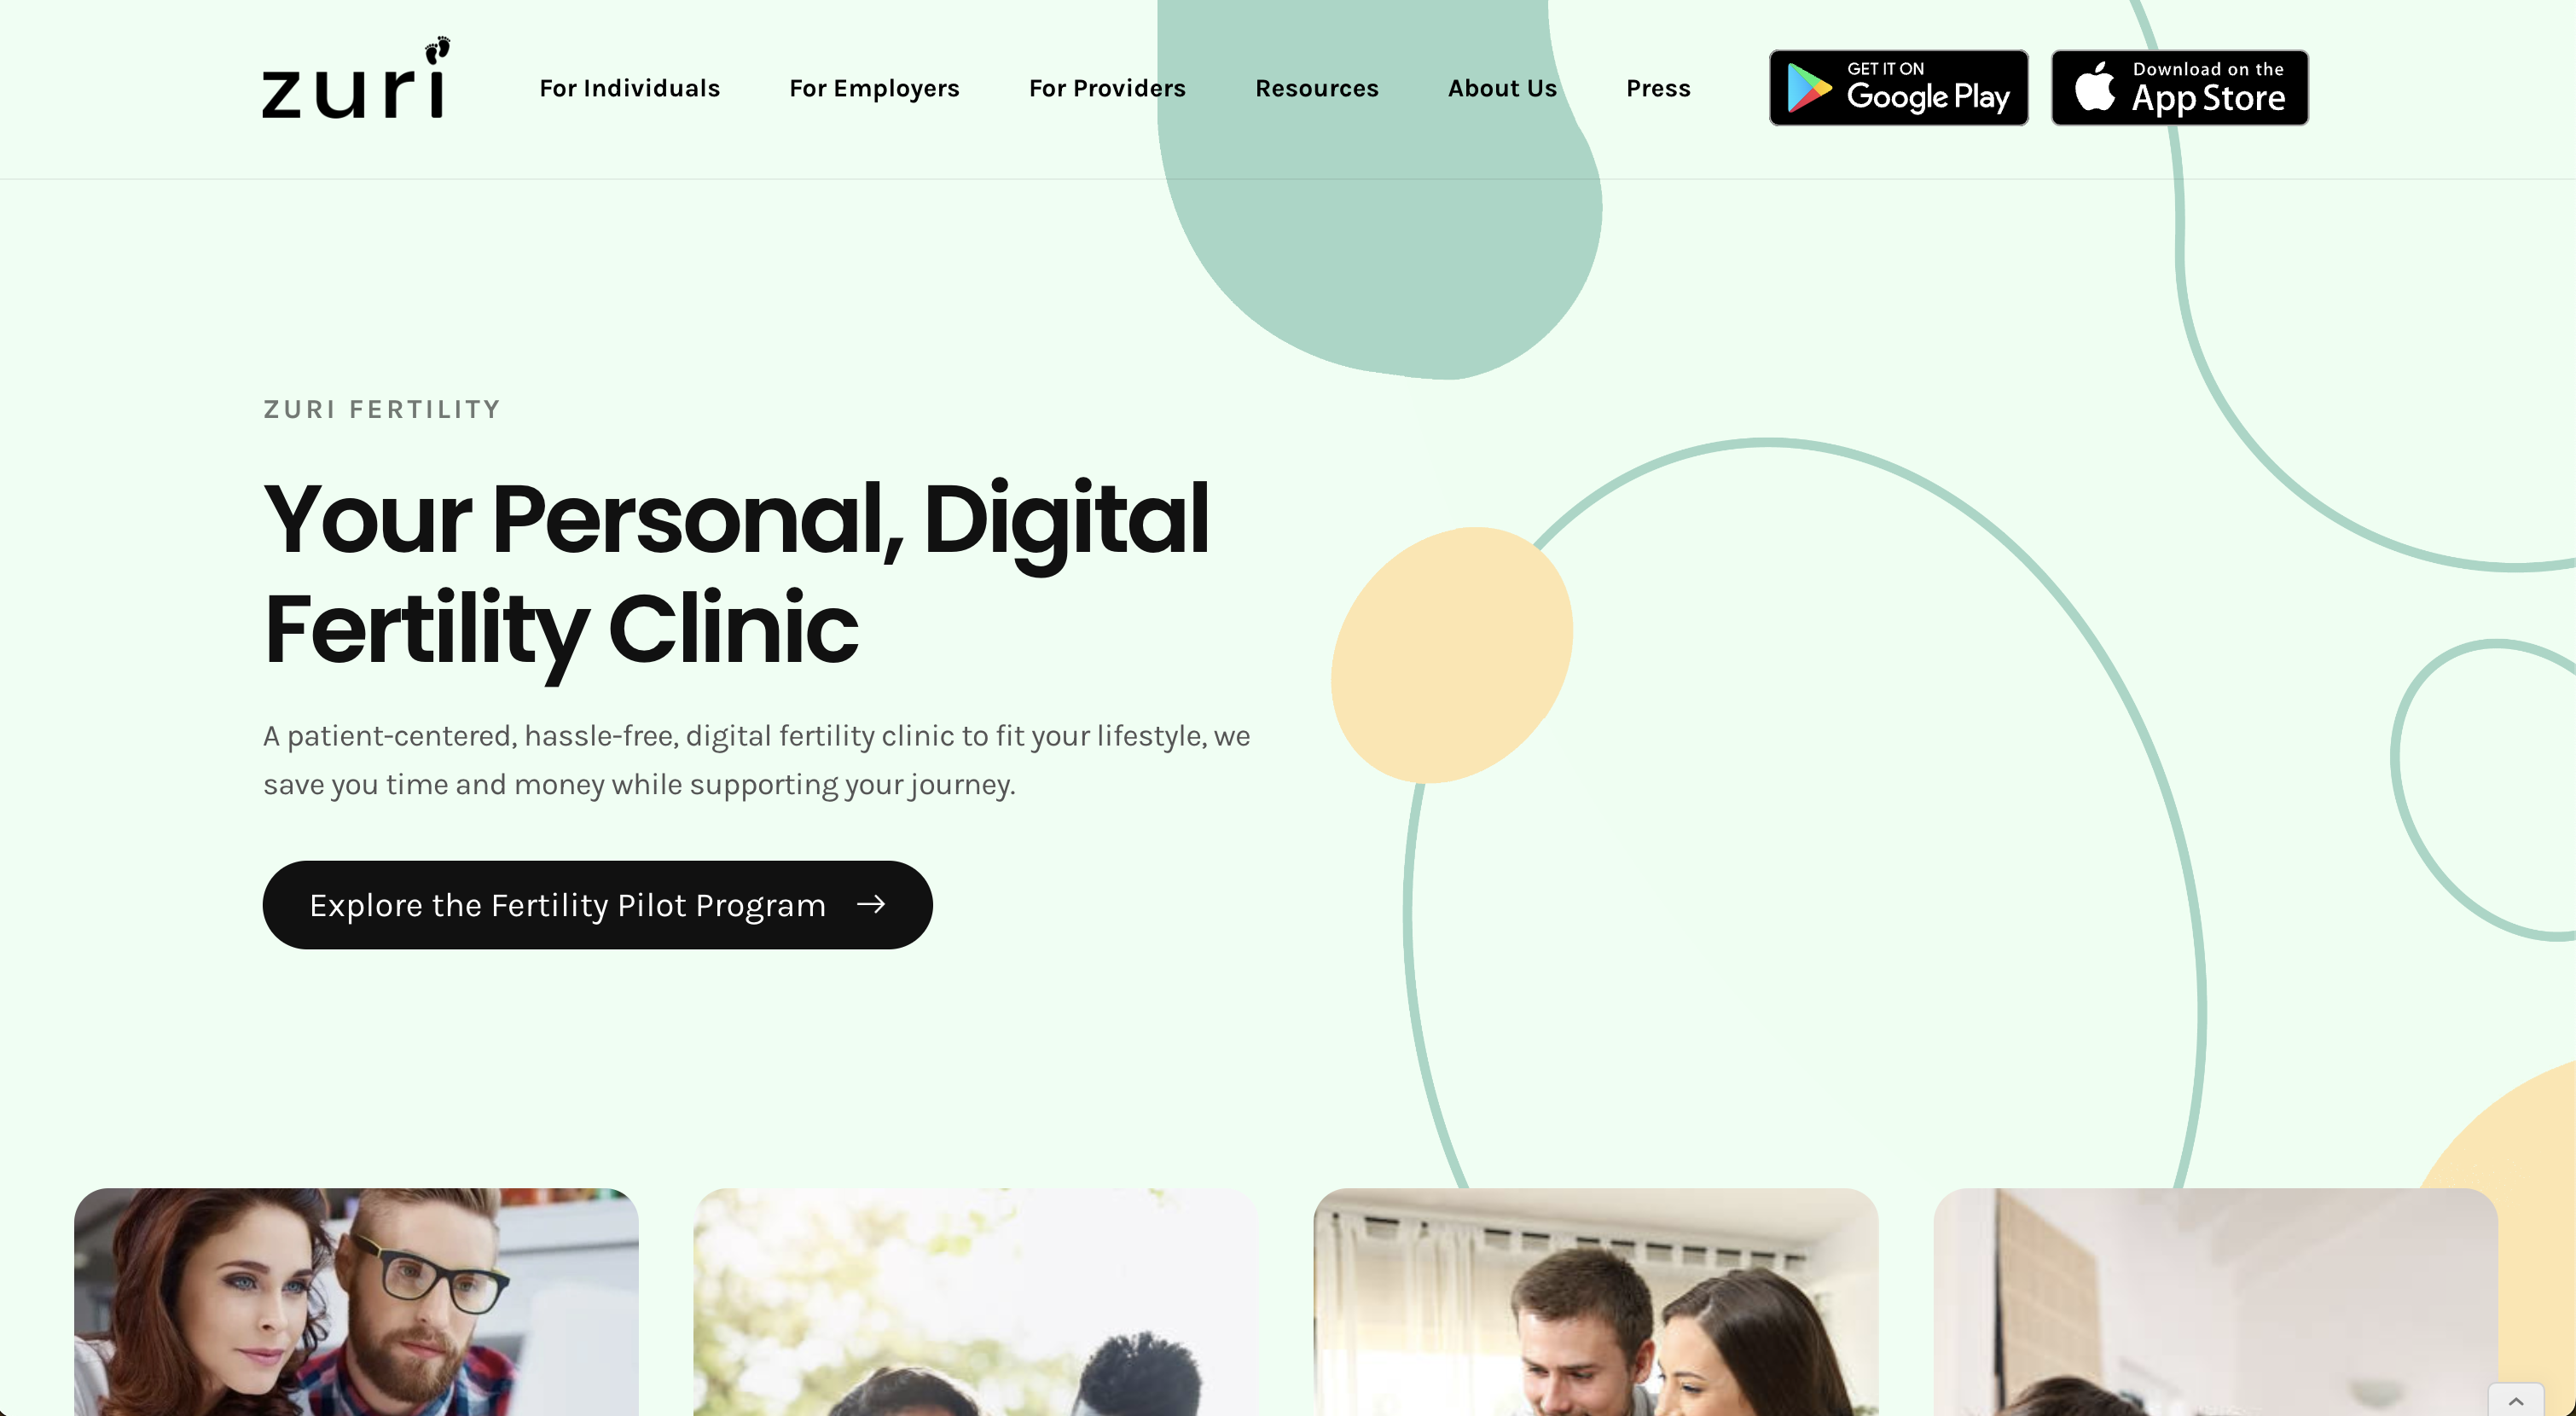 zuri
For Individuals
For Employers
For Providers
Resources
About Us
Press
GET IT ON
Google Play
Download on the
App Store
ZURI FERTILITY
Your Personal, Digital
Fertility Clinic
A patient-centered, hassle-free, digital fertility clinic to fit your lifestyle, we
save you time and money while supporting your journey.
Explore the Fertility Pilot Program →